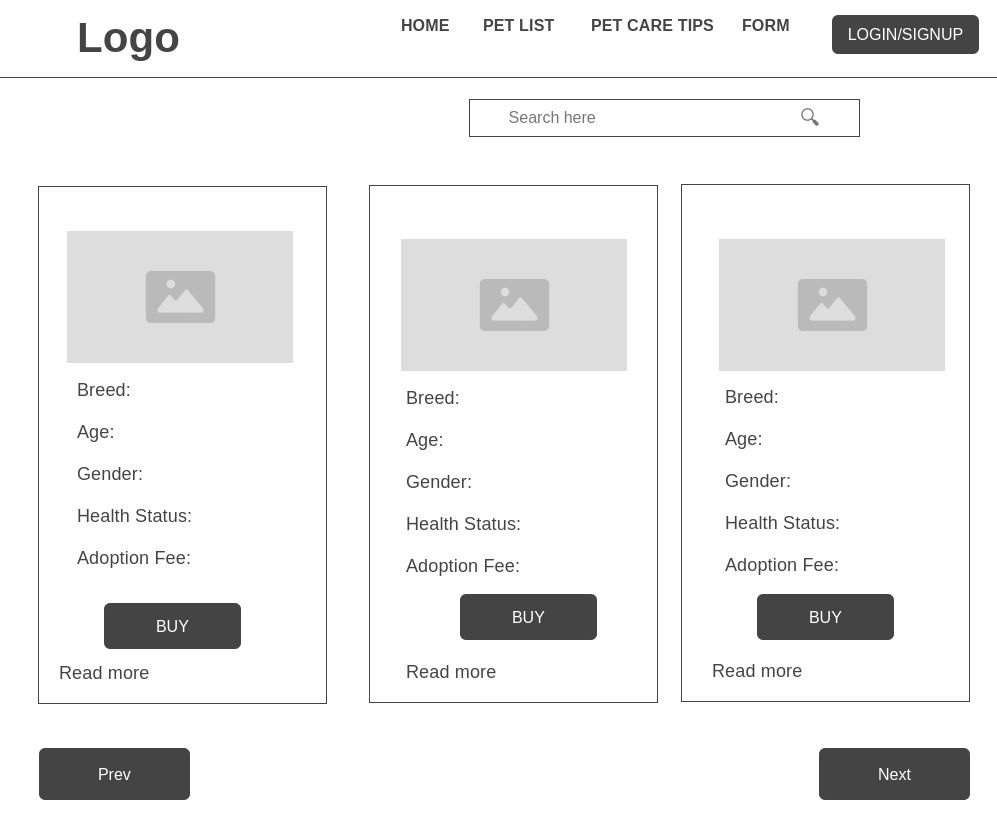 Logo
HOME
PET LIST
PET CARE TIPS
FORM
LOGIN/SIGNUP
Search here
Breed:
Age:
Gender:
Health Status:
Adoption Fee:
BUY
Read more
Breed:
Age:
Gender:
Health Status:
Adoption Fee:
BUY
Read more
Breed:
Age:
Gender:
Health Status:
Adoption Fee:
BUY
Read more
Prev
Next